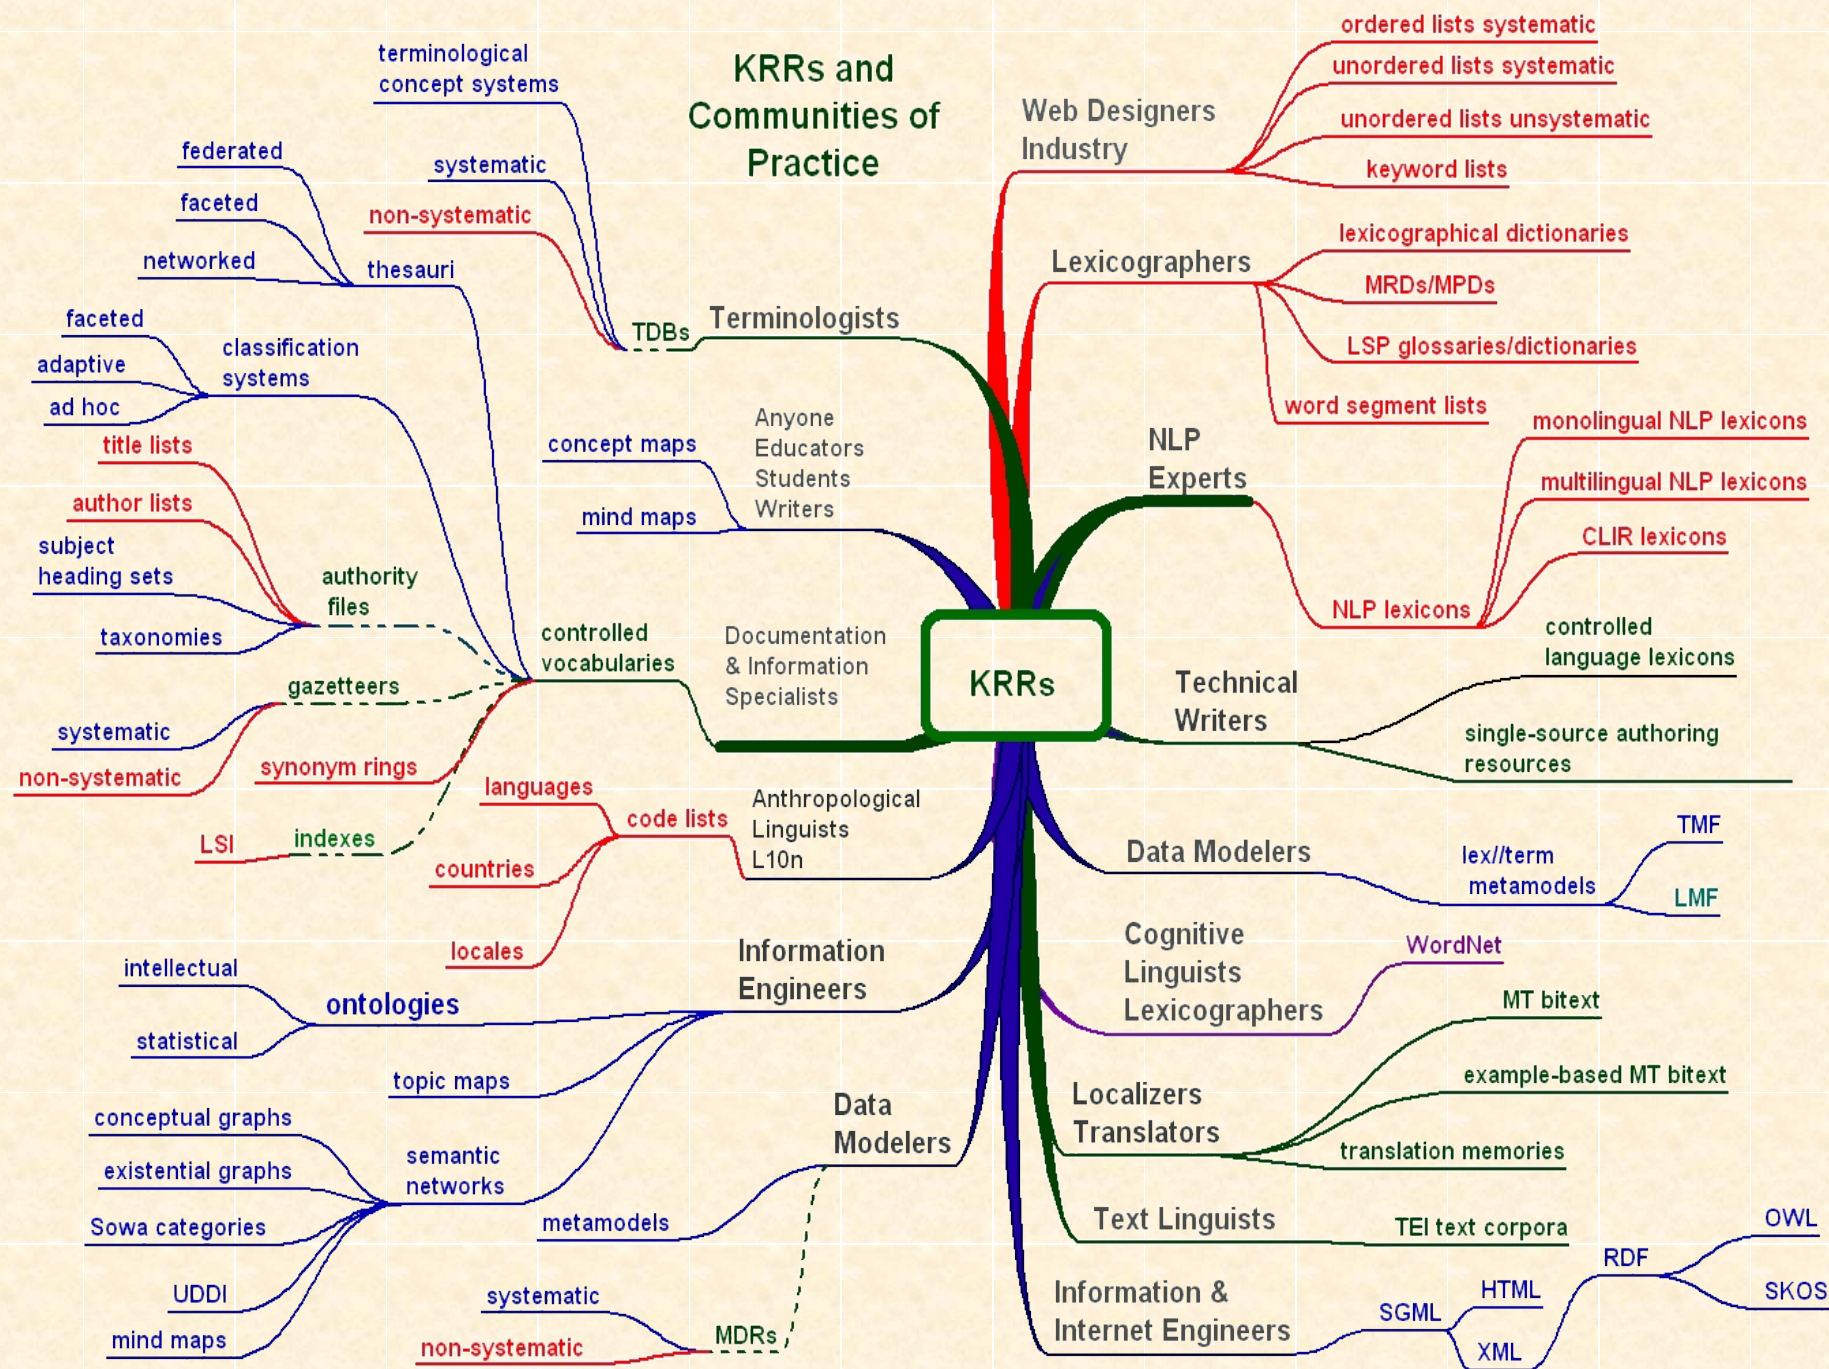 KRRs and
Communities of
Practice
KRRs
Web Designers
Industry
ordered lists systematic
unordered lists systematic
unordered lists unsystematic
keyword lists
Lexicographers
lexicographical dictionaries
MRDs/MPDs
LSP glossaries/dictionaries
word segment lists
NLP
Experts
NLP lexicons
monolingual NLP lexicons
multilingual NLP lexicons
CLIR lexicons
Technical
Writers
controlled
language lexicons
single-source authoring
resources
Data Modelers
lex//term
metamodels
TMF
LMF
Cognitive
Linguists
Lexicographers
WordNet
Localizers
Translators
MT bitext
example-based MT bitext
translation memories
Text Linguists
TEI text corpora
Information &
Internet Engineers
SGML
HTML
XML
RDF
OWL
SKOS
Terminologists
TDBs
terminological
concept systems
systematic
non-systematic
Anyone
Educators
Students
Writers
concept maps
mind maps
Documentation
& Information
Specialists
controlled
vocabularies
thesauri
federated
faceted
networked
classification
systems
faceted
adaptive
ad hoc
authority
files
title lists
author lists
subject
heading sets
taxonomies
gazetteers
systematic
non-systematic
synonym rings
indexes
LSI
Anthropological
Linguists
L10n
code lists
languages
countries
locales
Information
Engineers
ontologies
intellectual
statistical
topic maps
semantic
networks
conceptual graphs
existential graphs
Sowa categories
UDDI
mind maps
Data
Modelers
metamodels
MDRs
systematic
non-systematic